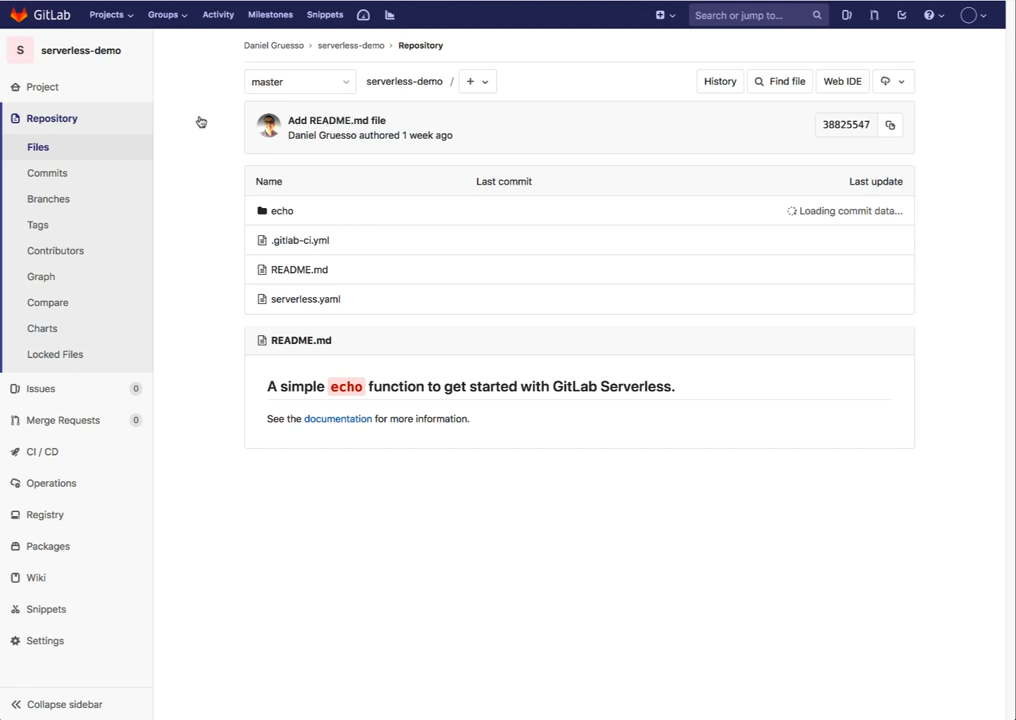 GitLab Projects Groups Activity Milestones Snippets Search or jump to...
S serverless-demo
Project
Repository
Files
Commits
Branches
Tags
Contributors
Graph
Compare
Charts
Locked Files
Issues 0
Merge Requests 0
CI / CD
Operations
Registry
Packages
Wiki
Snippets
Settings
Collapse sidebar
Daniel Gruesso > serverless-demo > Repository
master serverless-demo / + History Find file Web IDE
Add README.md file
Daniel Gruesso authored 1 week ago
38825547
Name Last commit Last update
echo Loading commit data...
.gitlab-ci.yml
README.md
serverless.yaml
README.md
A simple echo function to get started with GitLab Serverless.
See the documentation for more information.